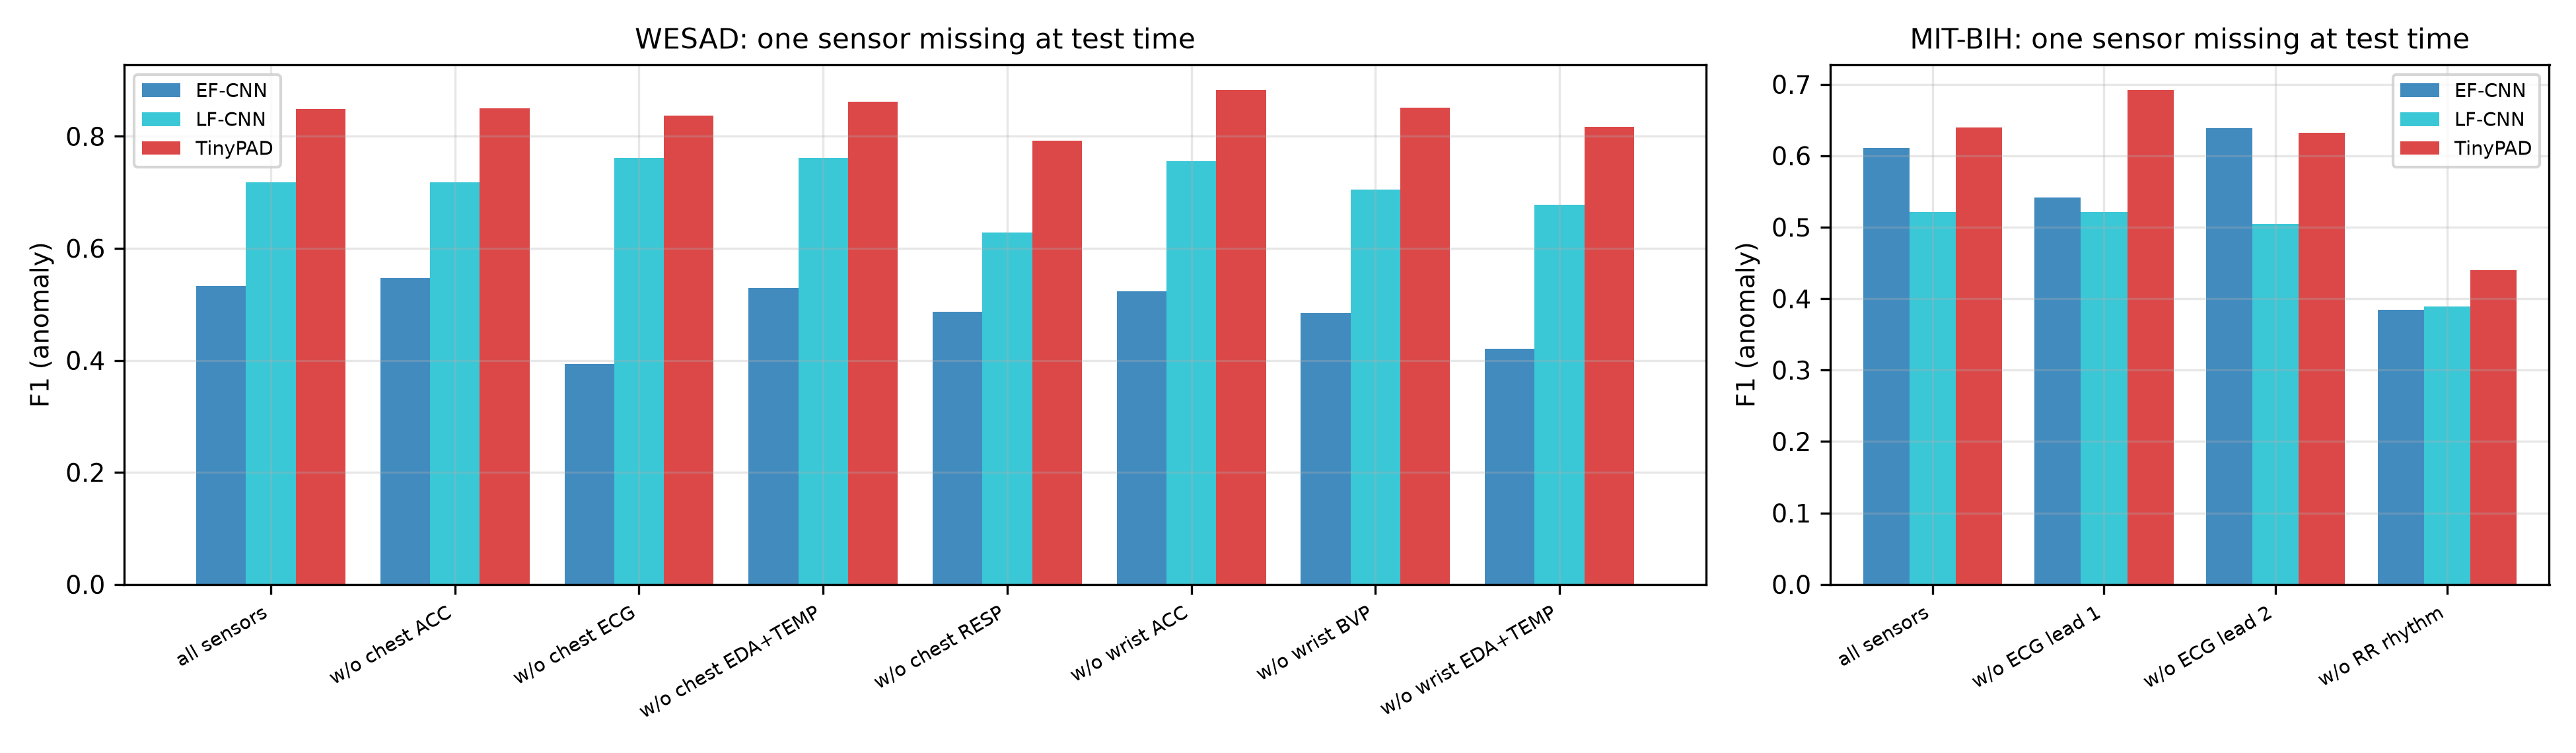 WESAD: one sensor missing at test time
EF-CNN
LF-CNN
TinyPAD
F1 (anomaly)
0.8
0.6
0.4
0.2
0.0
all sensors
w/o chest ACC
w/o chest ECG
w/o chest EDA+TEMP
w/o chest RESP
w/o wrist ACC
w/o wrist BVP
w/o wrist EDA+TEMP
MIT-BIH: one sensor missing at test time
EF-CNN
LF-CNN
TinyPAD
F1 (anomaly)
0.7
0.6
0.5
0.4
0.3
0.2
0.1
0.0
all sensors
w/o ECG lead 1
w/o ECG lead 2
w/o RR rhythm